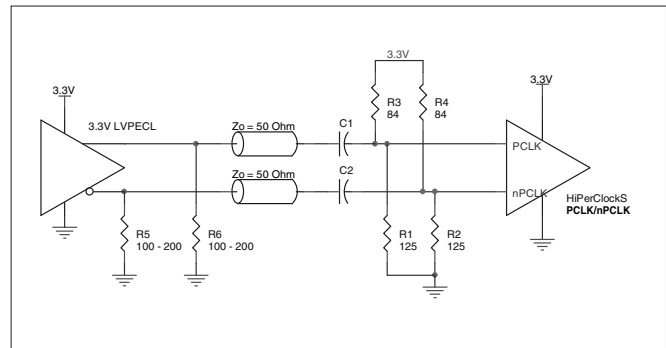 3.3V
3.3V
3.3V
R3
84
R4
84
3.3V LVPECL
Zo = 50 Ohm
C1
PCLK
Zo = 50 Ohm
C2
nPCLK
HiPerClockS
PCLK/nPCLK
R5
100 - 200
R6
100 - 200
R1
125
R2
125